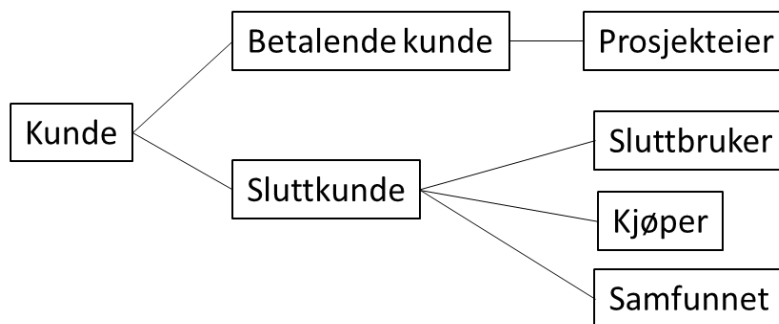 Betalende kunde
Prosjekteier
Kunde
Sluttbruker
Sluttkunde
Kjøper
Samfunnet